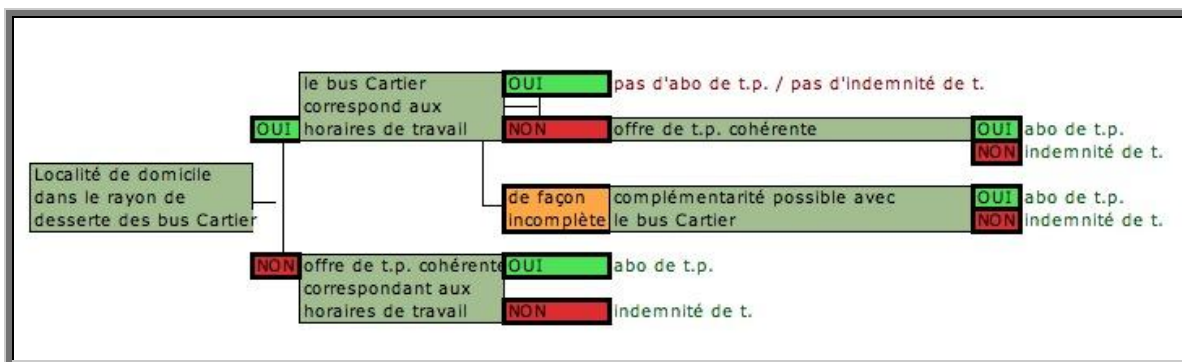 le bus Cartier
correspond aux
horaires de travail
OUI
pas d'abo de t.p. / pas d'indemnité de t.
OUI
NON
offre de t.p. cohérente
OUI
abo de t.p.
NON
indemnité de t.
Localité de domicile
dans le rayon de
desserte des bus Cartier
de façon
incomplète
complémentarité possible avec
le bus Cartier
OUI
abo de t.p.
NON
indemnité de t.
NON
offre de t.p. cohérente
correspondant aux
horaires de travail
OUI
abo de t.p.
NON
indemnité de t.